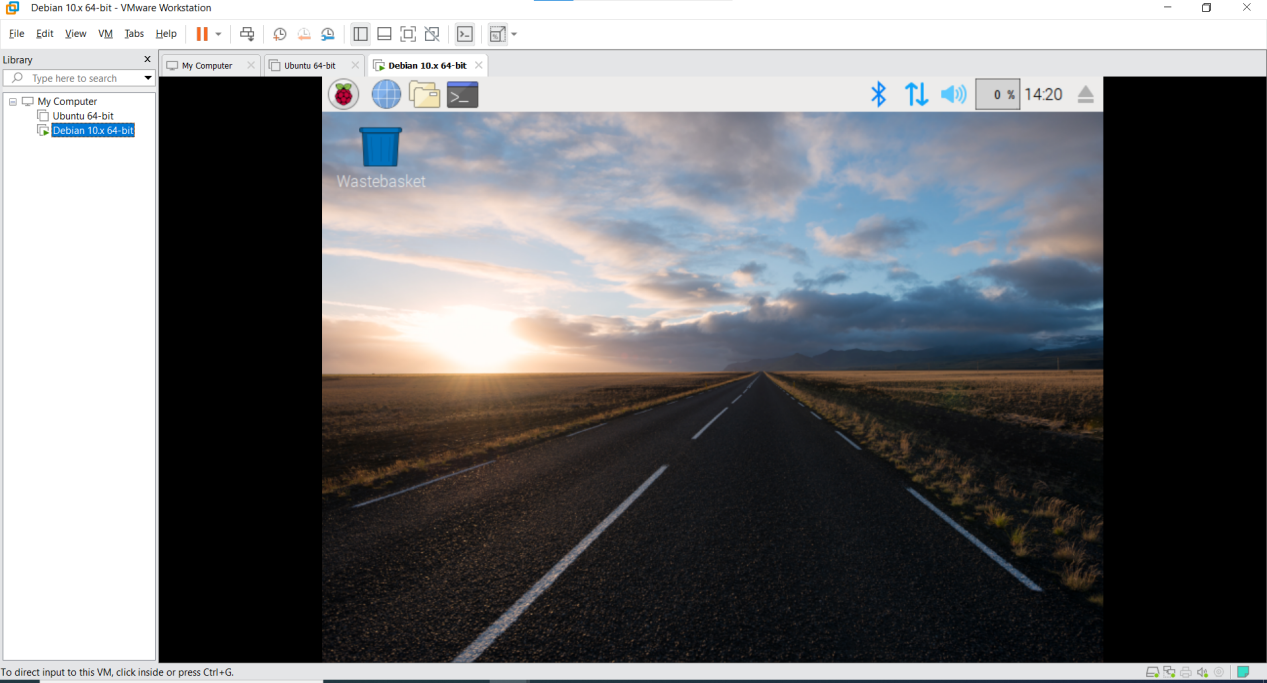 Debian 10.x 64-bit - VMware Workstation
File Edit View VM Tabs Help
Library x
My Computer Ubuntu 64-bit Debian 10.x 64-bit
Type here to search
My Computer
Ubuntu 64-bit
Debian 10.x 64-bit
0 % 14:20
Wastebasket
To direct input to this VM, click inside or press Ctrl+G.